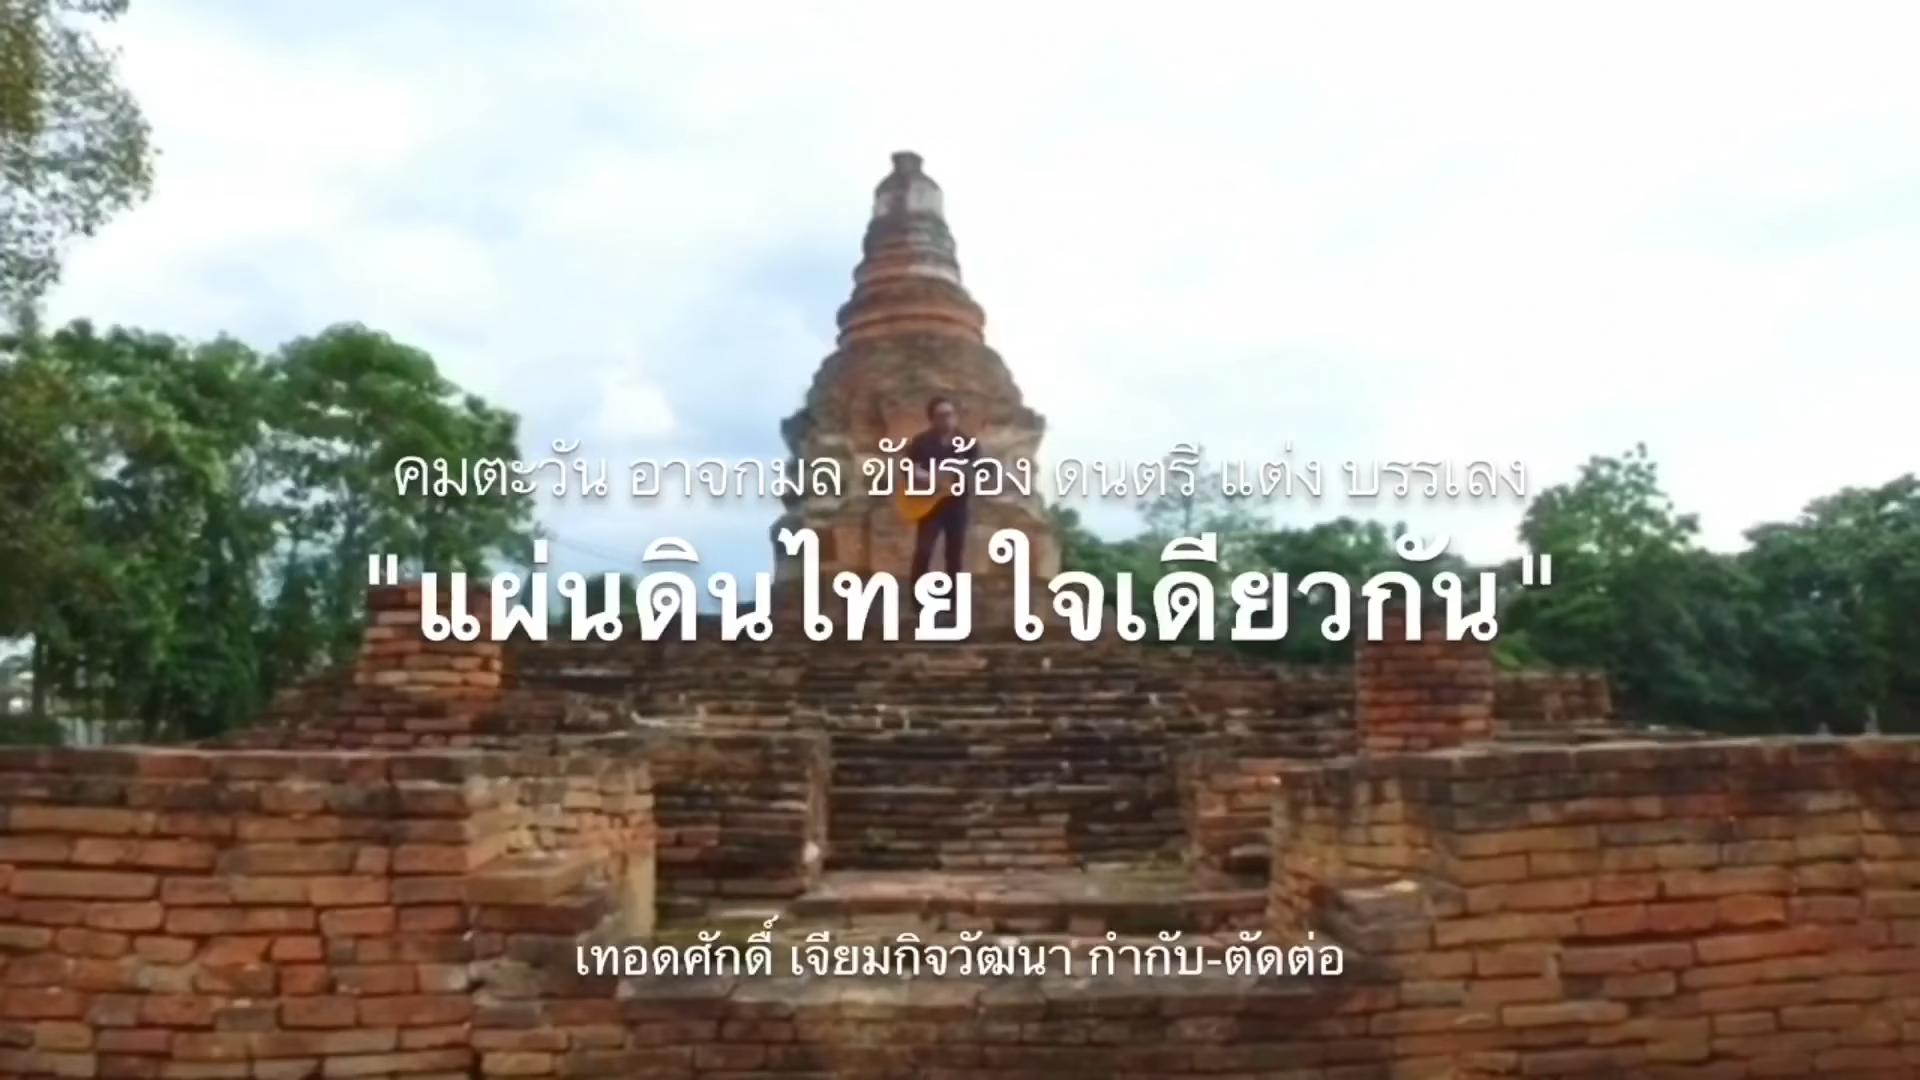 คมตะวัน อาจกมล ขับร้อง ดนตรี แต่ง บรรเลง
"แผ่นดินไทย ใจเดียวกัน"
เทอดศักดิ์ เจียมกิจวัฒนา กำกับ-ตัดต่อ